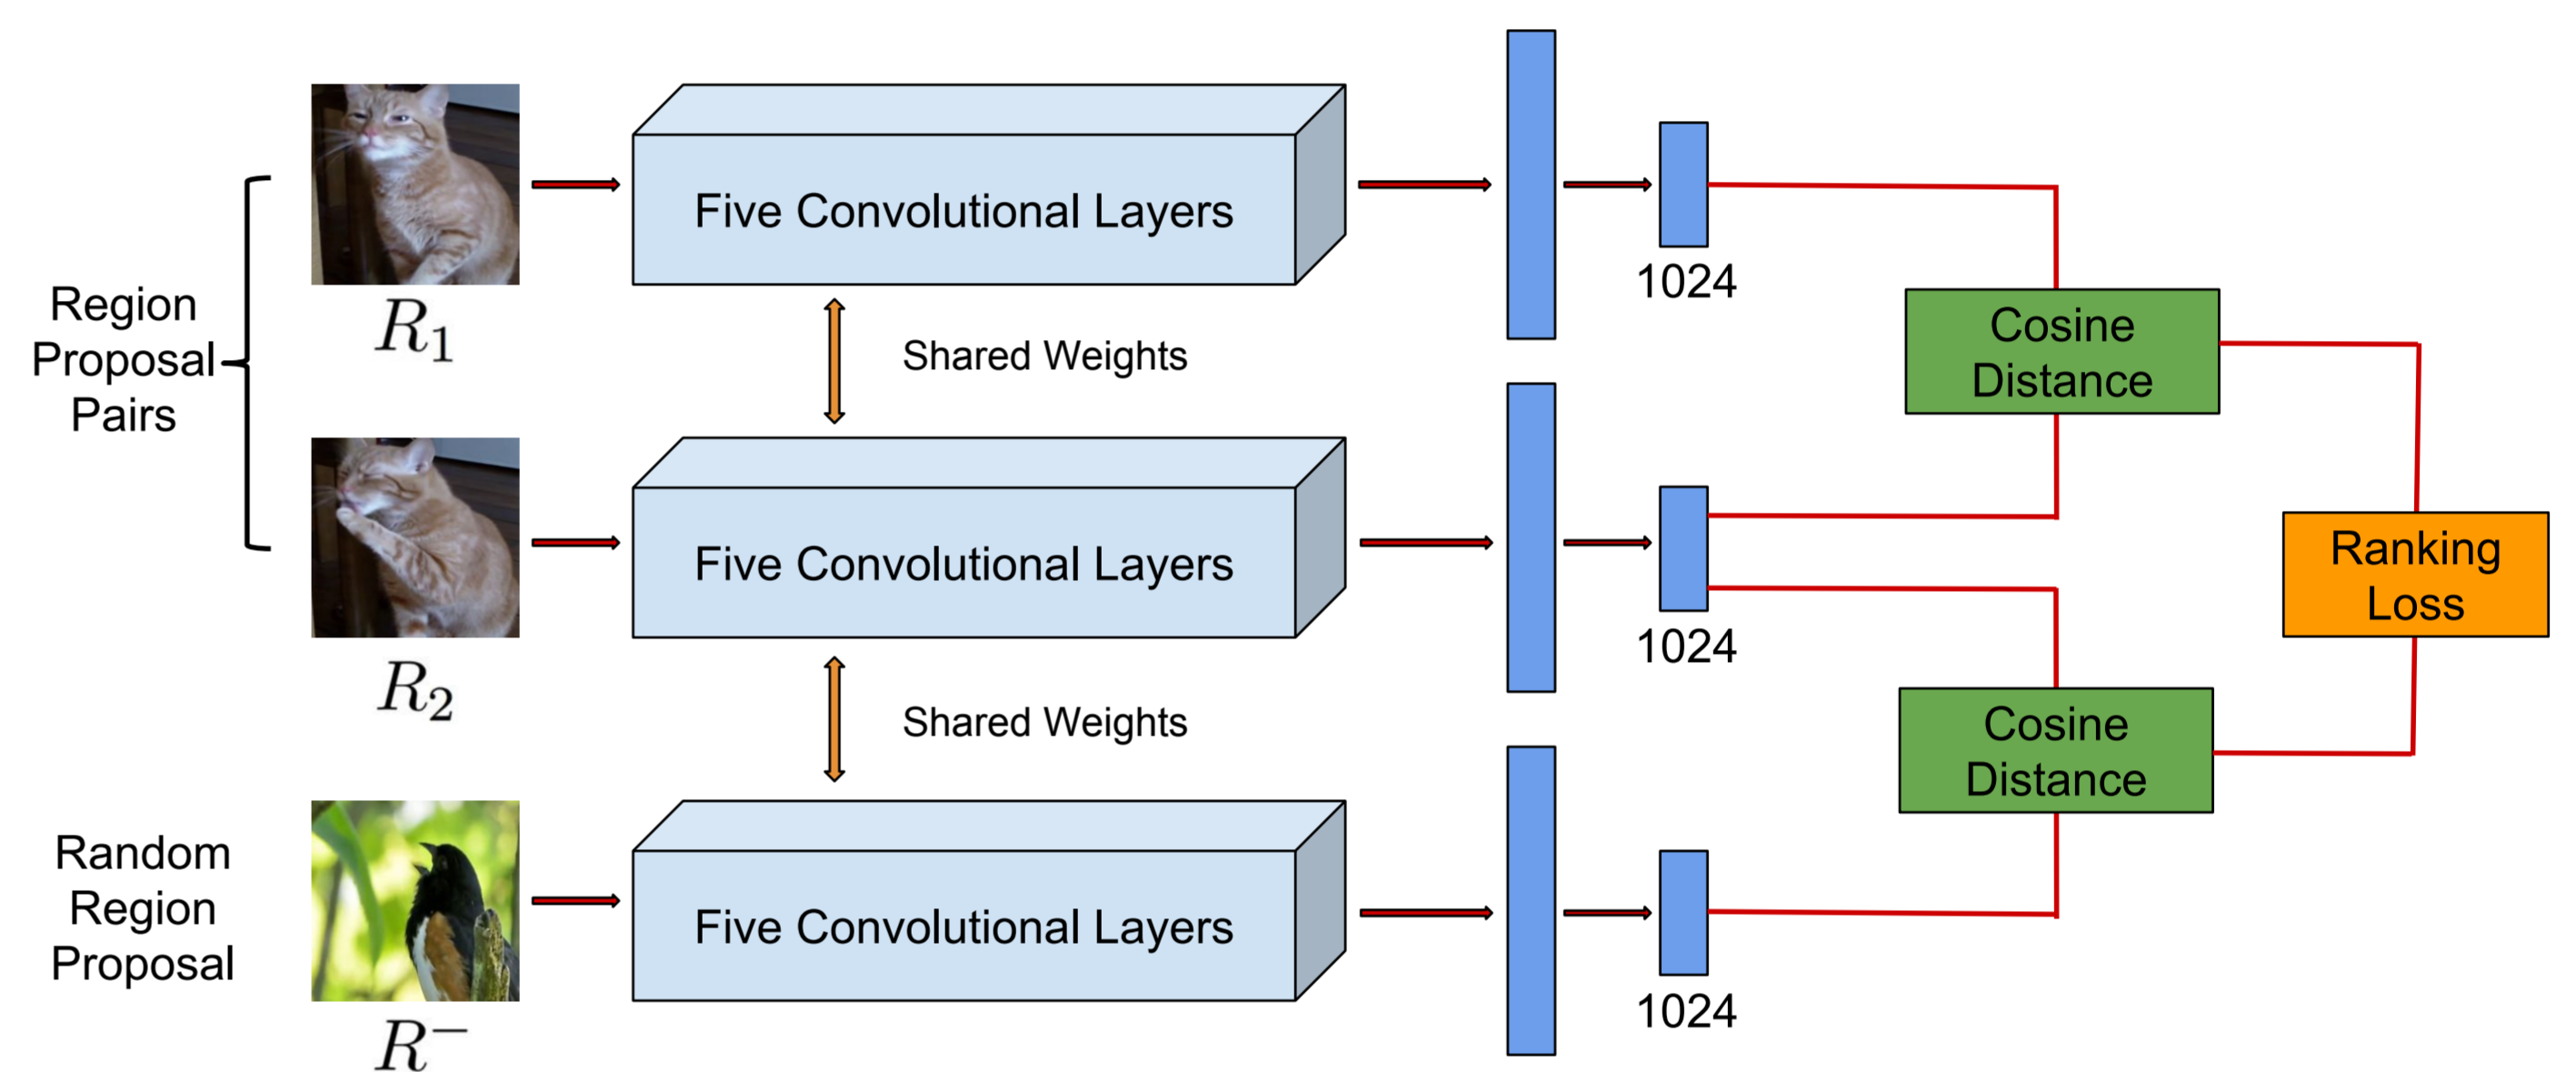 Region
Proposal
Pairs
R₁
Five Convolutional Layers
1024
Shared Weights
Cosine
Distance
R₂
Five Convolutional Layers
1024
Ranking
Loss
Shared Weights
Cosine
Distance
Random
Region
Proposal
R⁻
Five Convolutional Layers
1024